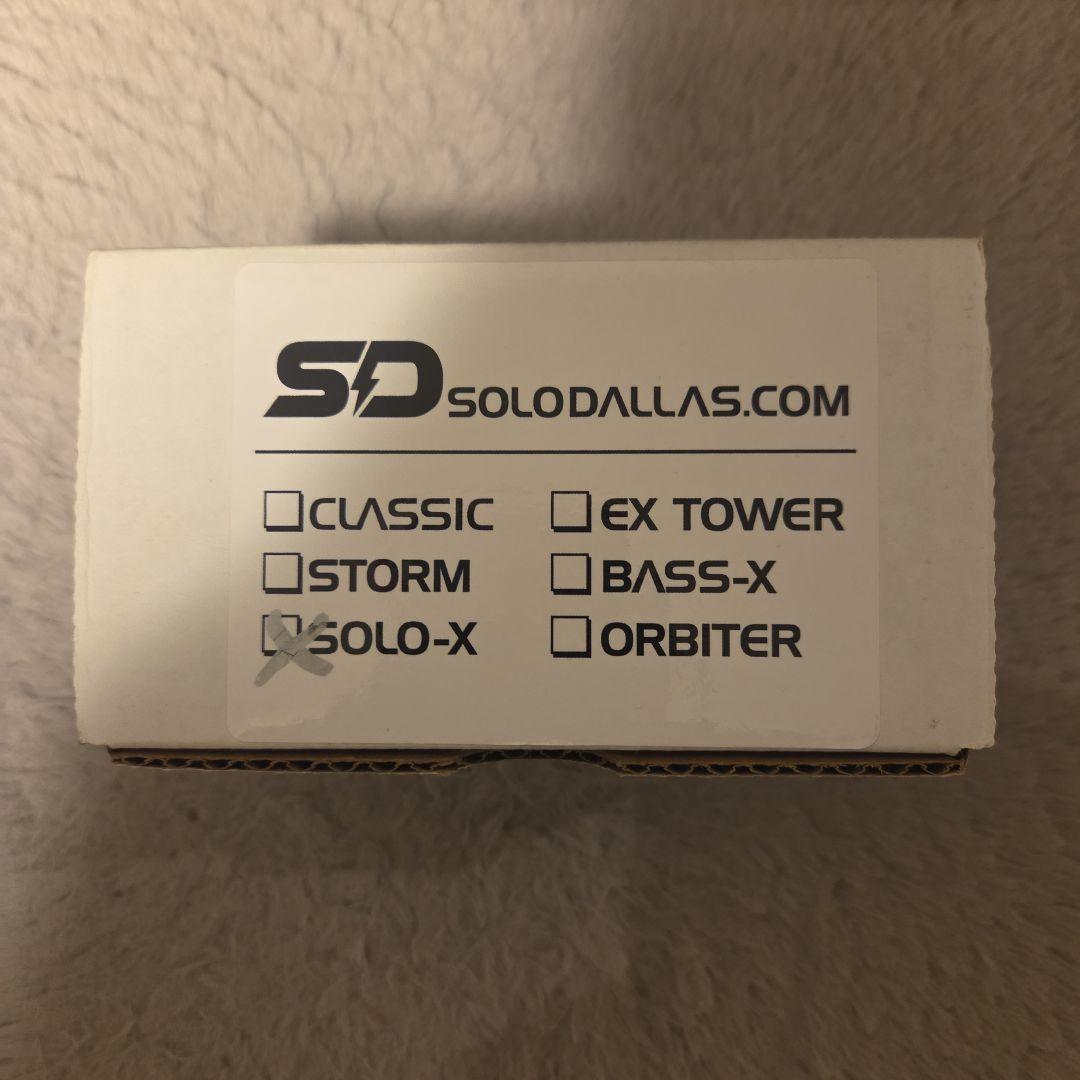 SD SOLODALLAS.COM
CLASSIC
STORM
SOLO-X
EX TOWER
BASS-X
ORBITER